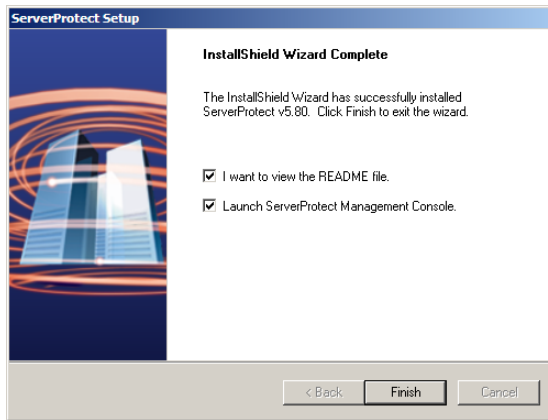 ServerProtect Setup
InstallShield Wizard Complete
The InstallShield Wizard has successfully installed
ServerProtect v5.80. Click Finish to exit the wizard.
I want to view the README file.
Launch ServerProtect Management Console.
< Back
Finish
Cancel